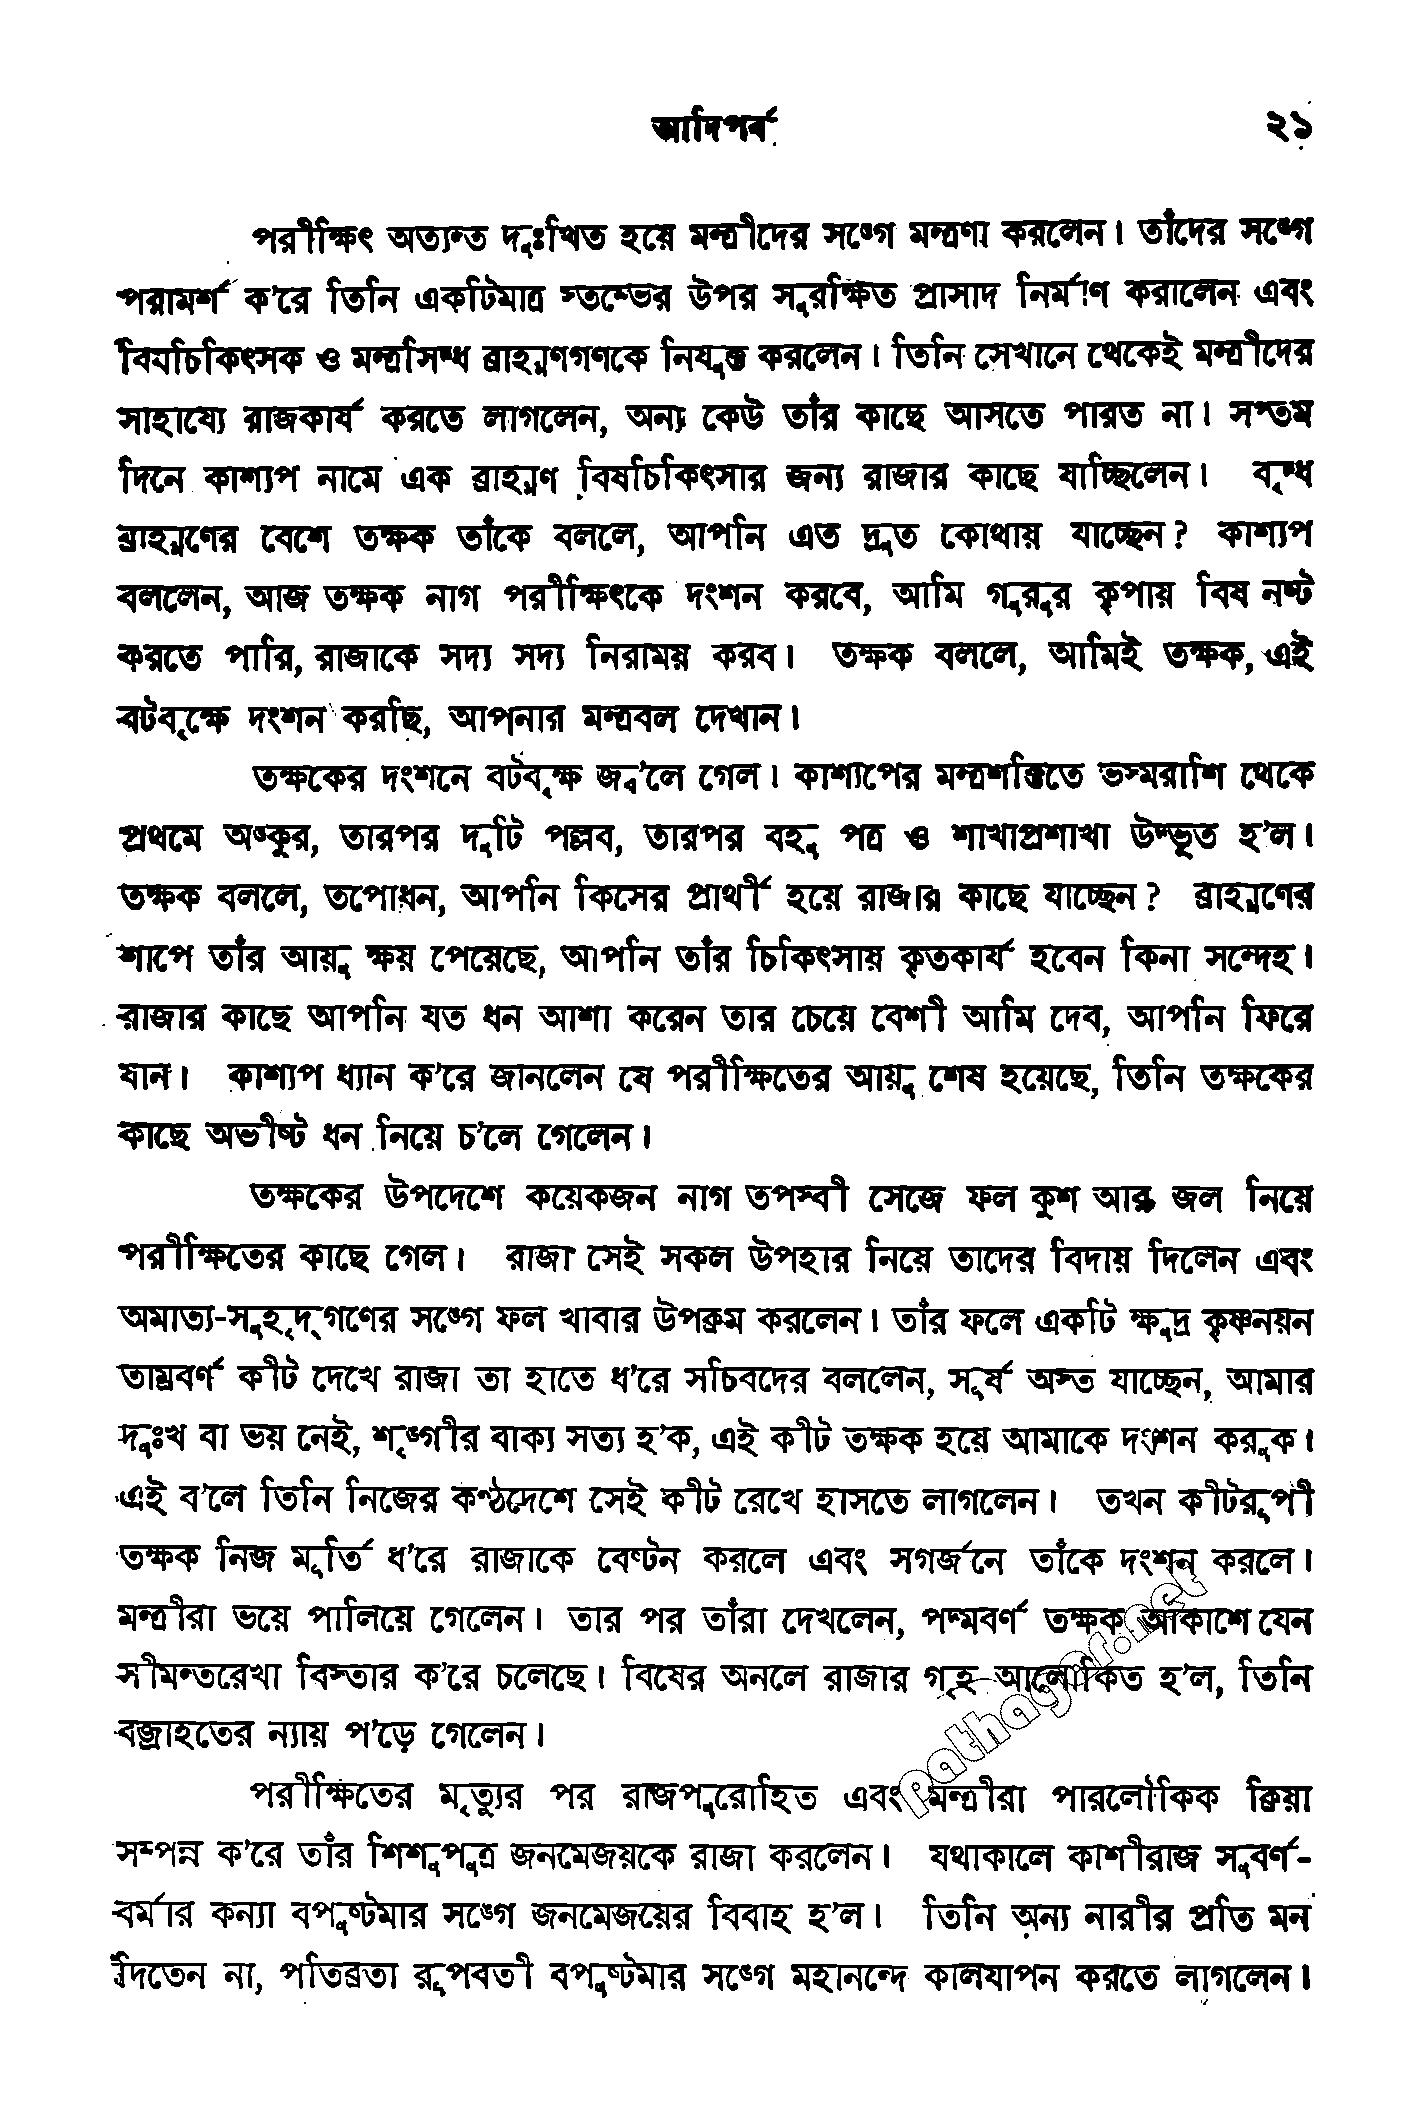 আদিপর্ব ২১
পরীক্ষিৎ অত্যন্ত দুঃখিত হয়ে মন্ত্রীদের সঙ্গে মন্ত্রণা করলেন। তাঁদের সঙ্গে
পরামর্শ ক'রে তিনি একটিমাত্র স্তম্ভের উপর সুরক্ষিত প্রাসাদ নির্মাণ করালেন এবং
বিষচিকিৎসক ও মন্ত্রসিদ্ধ ব্রাহ্মণগণকে নিযুক্ত করলেন। তিনি সেখানে থেকেই মন্ত্রীদের
সাহায্যে রাজকার্য করতে লাগলেন, অন্য কেউ তাঁর কাছে আসতে পারত না। সপ্তম
দিনে কাশ্যপ নামে এক ব্রাহ্মণ বিষচিকিৎসার জন্য রাজার কাছে যাচ্ছিলেন। বৃদ্ধ
ব্রাহ্মণের বেশে তক্ষক তাঁকে বললে, আপনি এত দ্রুত কোথায় যাচ্ছেন? কাশ্যপ
বললেন, আজ তক্ষক নাগ পরীক্ষিৎকে দংশন করবে, আমি গুরুর কৃপায় বিষ নষ্ট
করতে পারি, রাজাকে সদ্য সদ্য নিরাময় করব। তক্ষক বললে, আমিই তক্ষক, এই
বটবৃক্ষে দংশন করছি, আপনার মন্ত্রবল দেখান।
তক্ষকের দংশনে বটবৃক্ষ জ্ব'লে গেল। কাশ্যপের মন্ত্রশক্তিতে ভস্মরাশি থেকে
প্রথমে অঙ্কুর, তারপর দুটি পল্লব, তারপর বহু পত্র ও শাখাপ্রশাখা উদ্ভূত হ'ল।
তক্ষক বললে, তপোধন, আপনি কিসের প্রার্থী হয়ে রাজার কাছে যাচ্ছেন? ব্রাহ্মণের
শাপে তাঁর আয়ু ক্ষয় পেয়েছে, আপনি তাঁর চিকিৎসায় কৃতকার্য হবেন কিনা সন্দেহ।
রাজার কাছে আপনি যত ধন আশা করেন তার চেয়ে বেশী আমি দেব, আপনি ফিরে
যান। কাশ্যপ ধ্যান ক'রে জানলেন যে পরীক্ষিতের আয়ু শেষ হয়েছে, তিনি তক্ষকের
কাছে অভীষ্ট ধন নিয়ে চ'লে গেলেন।
তক্ষকের উপদেশে কয়েকজন নাগ তপস্বী সেজে ফল কুশ আর জল নিয়ে
পরীক্ষিতের কাছে গেল। রাজা সেই সকল উপহার নিয়ে তাদের বিদায় দিলেন এবং
অমাত্য-সুহৃদ্‌গণের সঙ্গে ফল খাবার উপক্রম করলেন। তাঁর ফলে একটি ক্ষুদ্র কৃষ্ণনয়ন
তাম্রবর্ণ কীট দেখে রাজা তা হাতে ধ'রে সচিবদের বললেন, সূর্য অস্ত যাচ্ছেন, আমার
দুঃখ বা ভয় নেই, শৃঙ্গীর বাক্য সত্য হ'ক, এই কীট তক্ষক হয়ে আমাকে দংশন করুক।
এই ব'লে তিনি নিজের কণ্ঠদেশে সেই কীট রেখে হাসতে লাগলেন। তখন কীটরূপী
তক্ষক নিজ মূর্তি ধ'রে রাজাকে বেষ্টন করলে এবং সগর্জনে তাঁকে দংশন করলে।
মন্ত্রীরা ভয়ে পালিয়ে গেলেন। তার পর তাঁরা দেখলেন, পদ্মবর্ণ তক্ষক আকাশে যেন
সীমন্তরেখা বিস্তার ক'রে চলেছে। বিষের অনলে রাজার গৃহ আলোকিত হ'ল, তিনি
বজ্রাহতের ন্যায় প'ড়ে গেলেন।
পরীক্ষিতের মৃত্যুর পর রাজপুরোহিত এবং মন্ত্রীরা পারলৌকিক ক্রিয়া
সম্পন্ন ক'রে তাঁর শিশুপুত্র জনমেজয়কে রাজা করলেন। যথাকালে কাশীরাজ সুবর্ণ-
বর্মার কন্যা বপুষ্টমার সঙ্গে জনমেজয়ের বিবাহ হ'ল। তিনি অন্য নারীর প্রতি মন
দিতেন না, পতিব্রতা রূপবতী বপুষ্টমার সঙ্গে মহানন্দে কালযাপন করতে লাগলেন।
pathagar.net